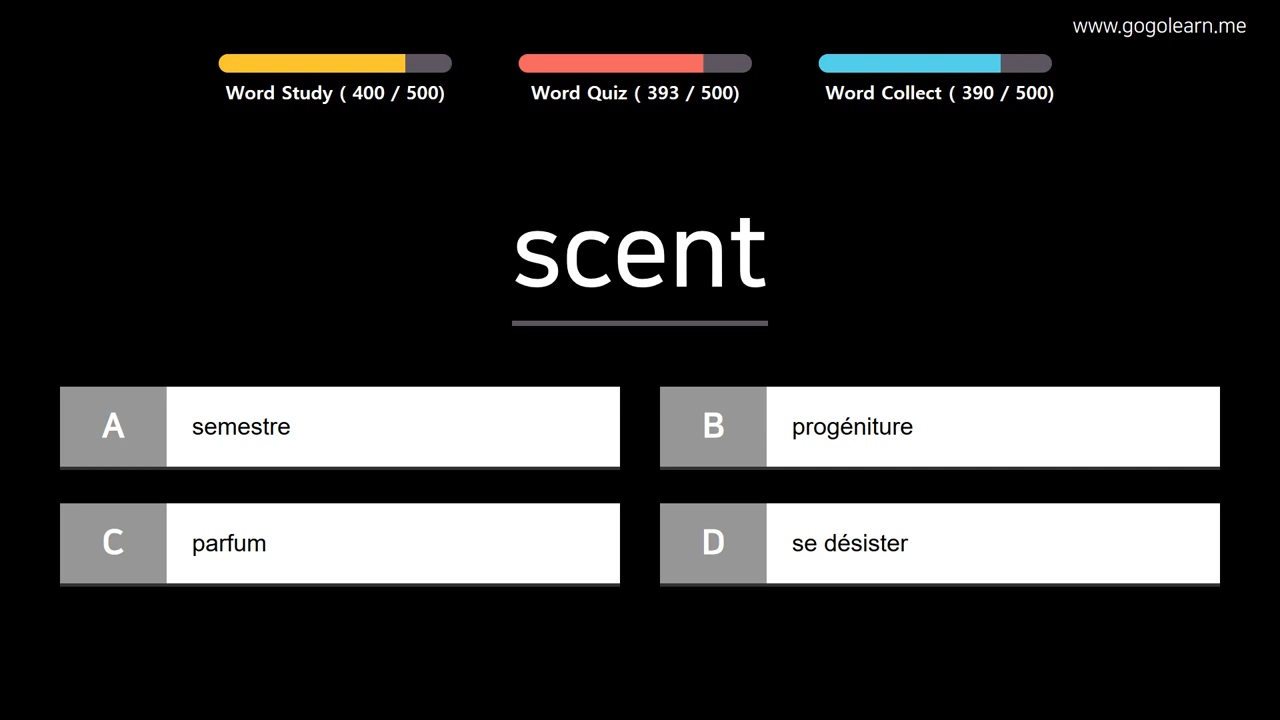 www.gogolearn.me
Word Study ( 400 / 500)
Word Quiz ( 393 / 500)
Word Collect ( 390 / 500)
scent
A semestre
B progéniture
C parfum
D se désister